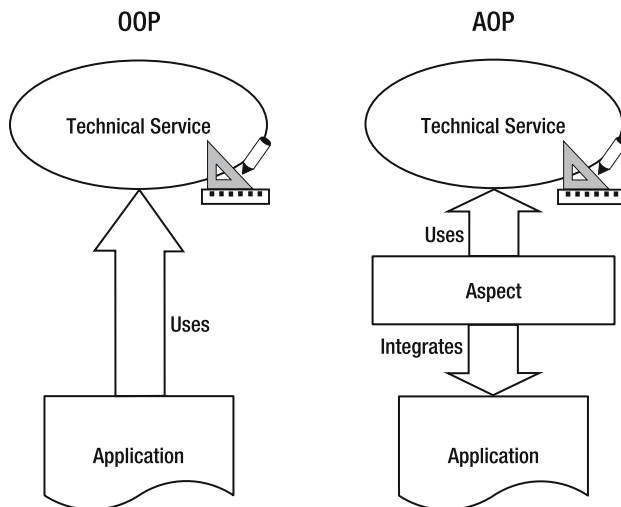 OOP
AOP
Technical Service
Technical Service
Uses
Aspect
Uses
Integrates
Application
Application